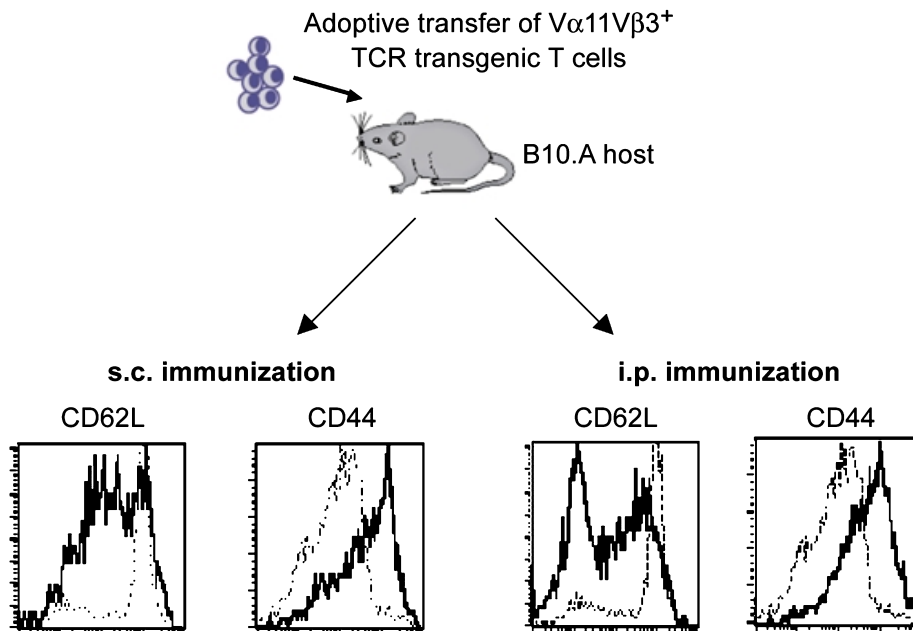 Adoptive transfer of Vα11Vβ3⁺
TCR transgenic T cells
B10.A host
s.c. immunization
i.p. immunization
CD62L
CD44
CD62L
CD44